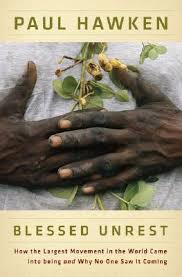 PAUL HAWKEN
BLESSED UNREST
How the Largest Movement in the World Came
into Being and Why No One Saw It Coming